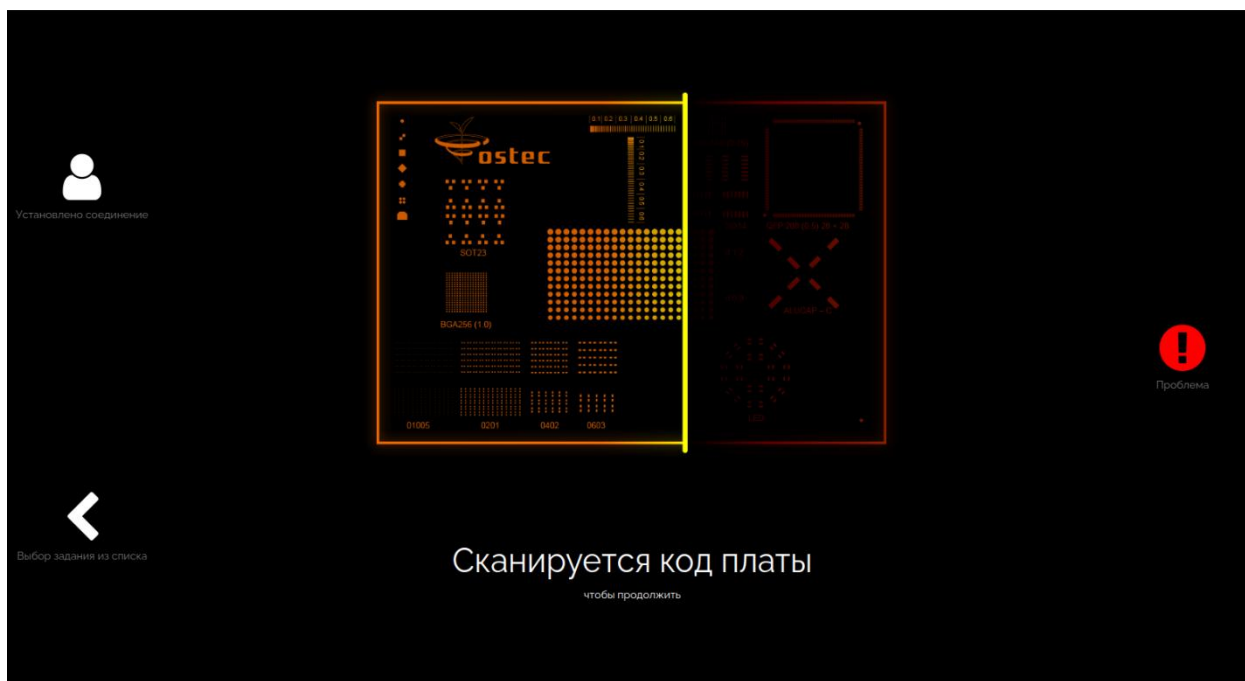 | 0.1| 0.2 | 0.3 | 0.4 | 0.5 | 0.6 |
ostec
Установлено соединение
SOT23
BGA256 (1.0)
Проблема
01005 0201 0402 0603
Выбор задания из списка
Сканируется код платы
чтобы продолжить